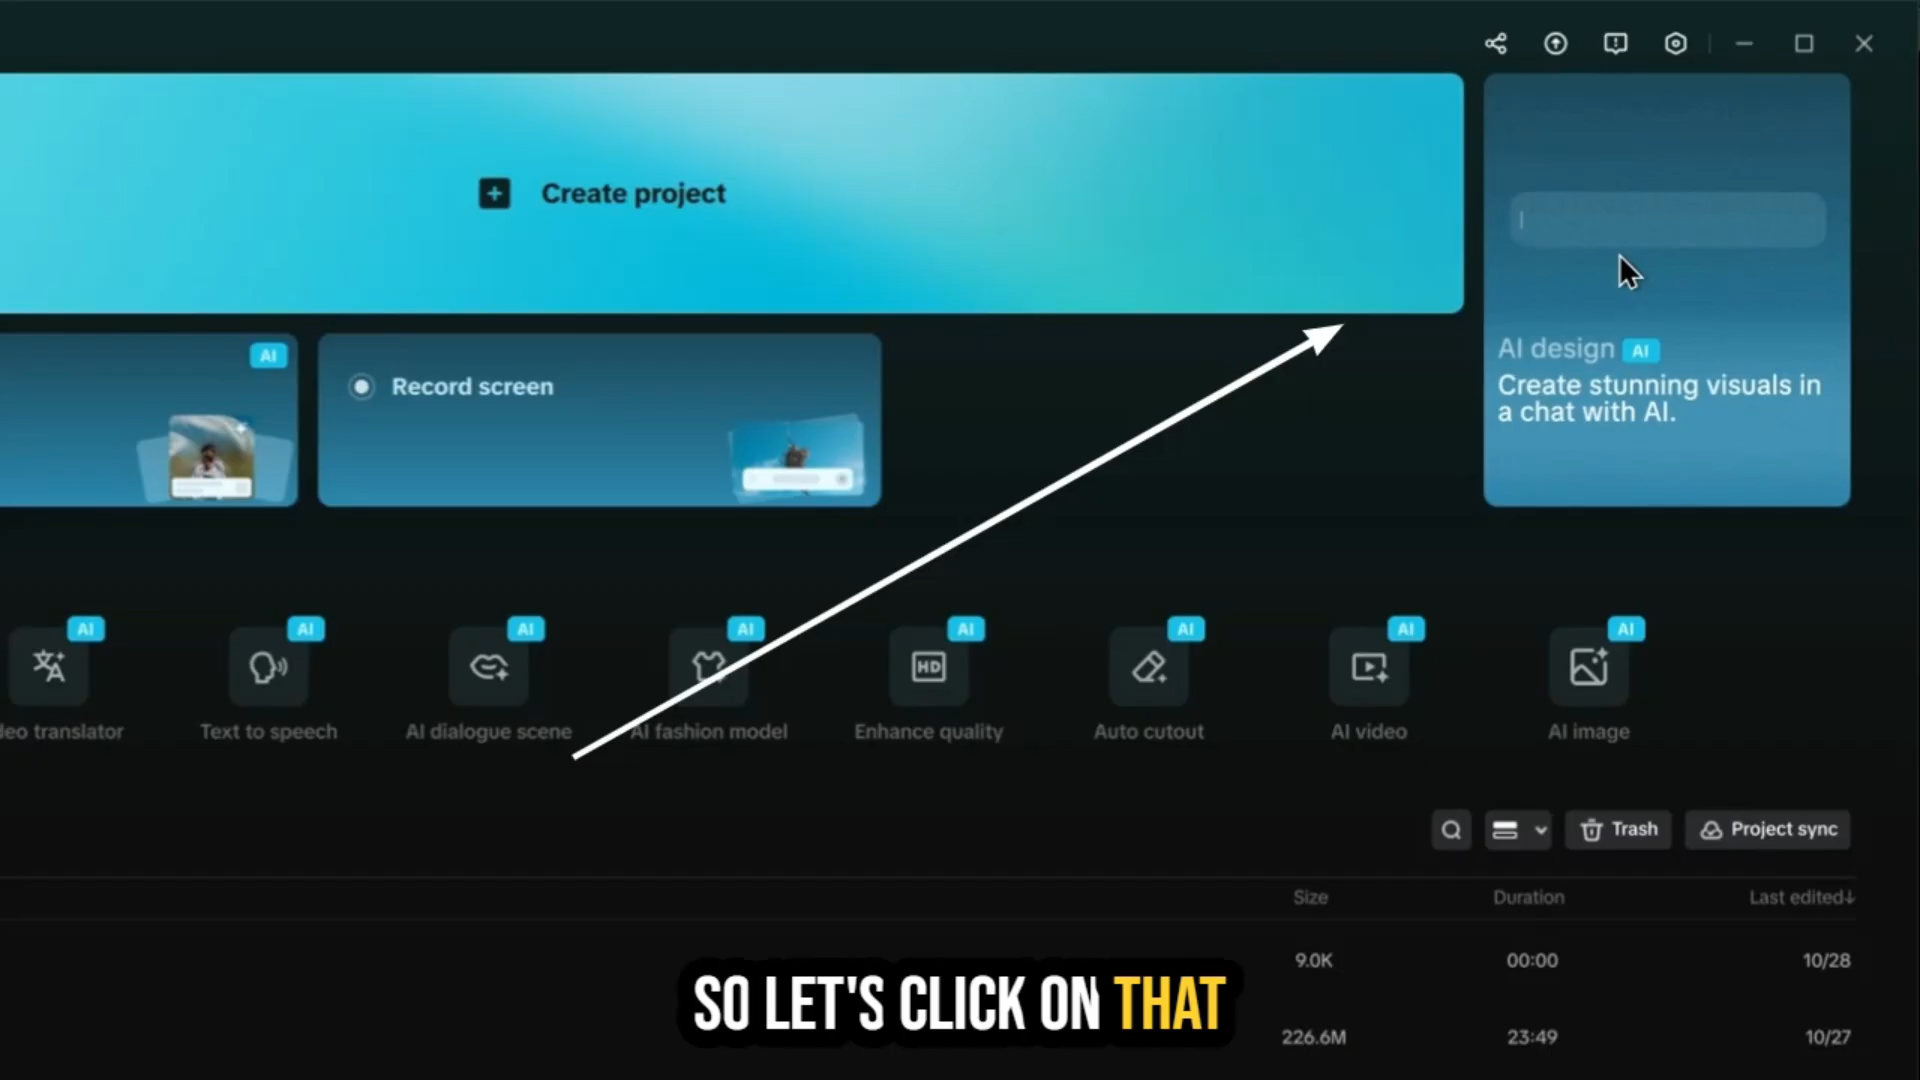 Create project
AI
Record screen
AI design AI
Create stunning visuals in
a chat with AI.
AI
AI
AI
AI
AI
AI
AI
AI
HD
deo translator
Text to speech
AI dialogue scene
AI fashion model
Enhance quality
Auto cutout
AI video
AI image
Trash
Project sync
Size
Duration
Last edited↓
9.0K
00:00
10/28
SO LET'S CLICK ON THAT
226.6M
23:49
10/27